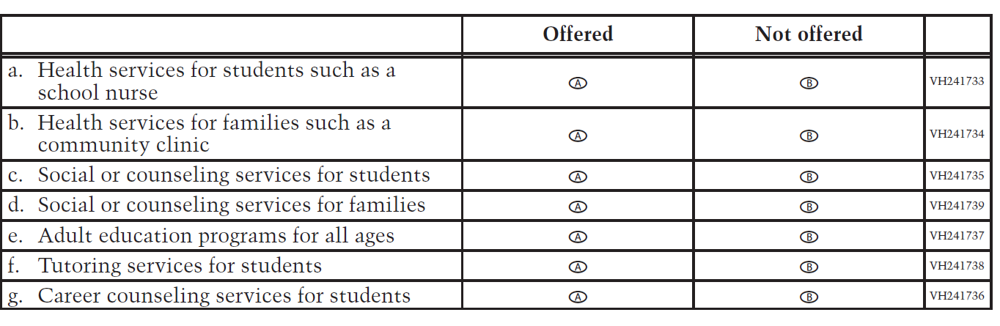 Offered Not offered
a. Health services for students such as a
school nurse
A B VH241733
b. Health services for families such as a
community clinic
A B VH241734
c. Social or counseling services for students A B VH241735
d. Social or counseling services for families A B VH241739
e. Adult education programs for all ages A B VH241737
f. Tutoring services for students A B VH241738
g. Career counseling services for students A B VH241736